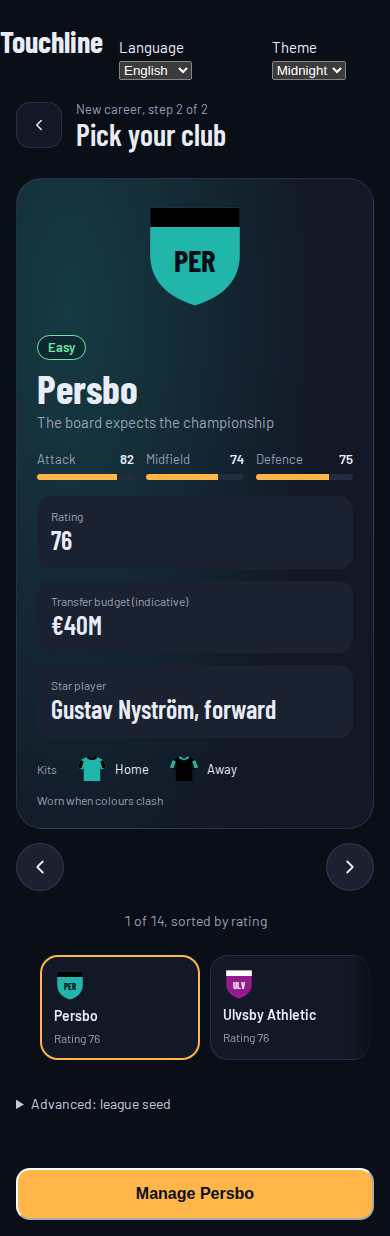 Touchline
Language
Theme
English
Midnight
New career, step 2 of 2
Pick your club
PER
Easy
Persbo
The board expects the championship
Attack 82 Midfield 74 Defence 75
Rating
76
Transfer budget (indicative)
€40M
Star player
Gustav Nyström, forward
Kits Home Away
Worn when colours clash
1 of 14, sorted by rating
PER
Persbo
Rating 76
ULV
Ulvsby Athletic
Rating 76
Advanced: league seed
Manage Persbo